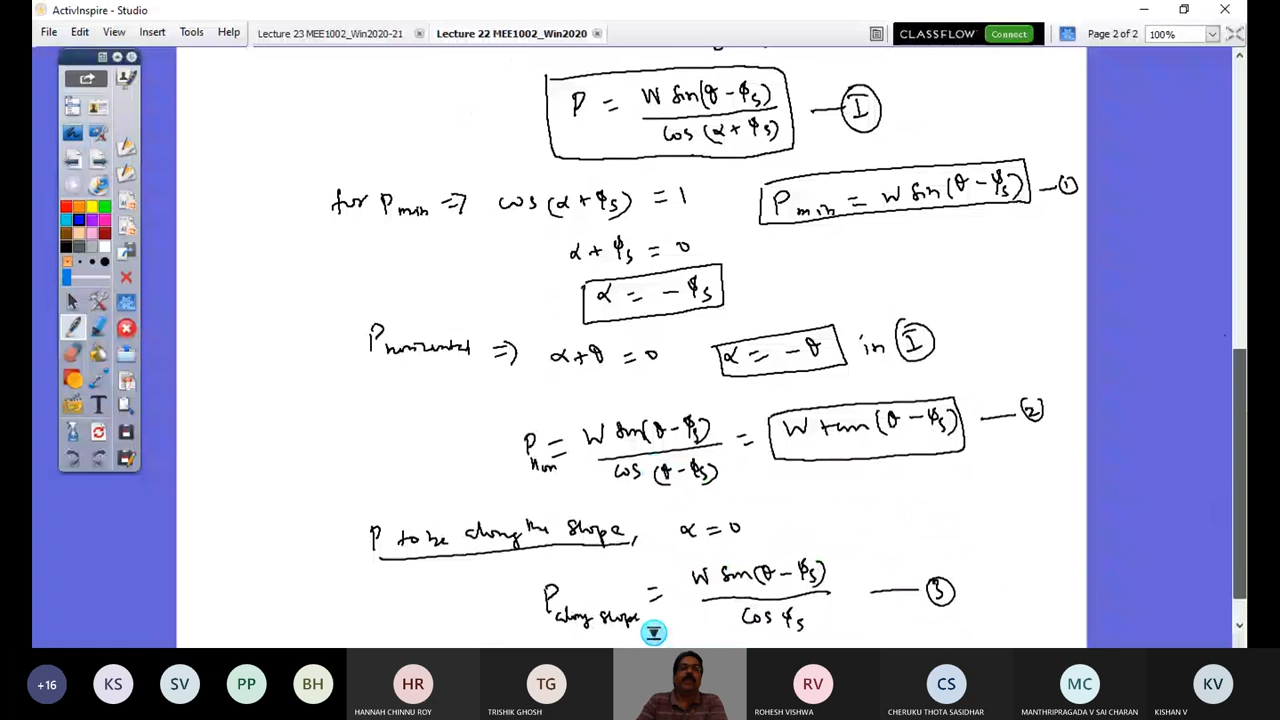 ActivInspire - Studio
File Edit View Insert Tools Help
Lecture 23 MEE1002_Win2020-21
Lecture 22 MEE1002_Win2020
CLASSFLOW Connect
Page 2 of 2
100%
P = W Sin(θ - φs) / cos (α + φs) — I
for Pmin => cos (α + φs) = 1
Pmin = W Sin(θ - φs) — ①
α + φs = 0
α = - φs
Phorizontal => α + θ = 0 α = - θ in I
PHon = W Sin(θ - φs) / cos (θ - φs) = W tan (θ - φs) — ②
P to be along the slope, α = 0
Palong slope = W Sin(θ - φs) / cos φs — ③
+16 KS SV PP BH HR TG RV CS MC KV
HANNAH CHINNU ROY
TRISHIK GHOSH
ROHESH VISHWA
CHERUKU THOTA SASIDHAR
MANTHRIPRAGADA V SAI CHARAN
KISHAN V